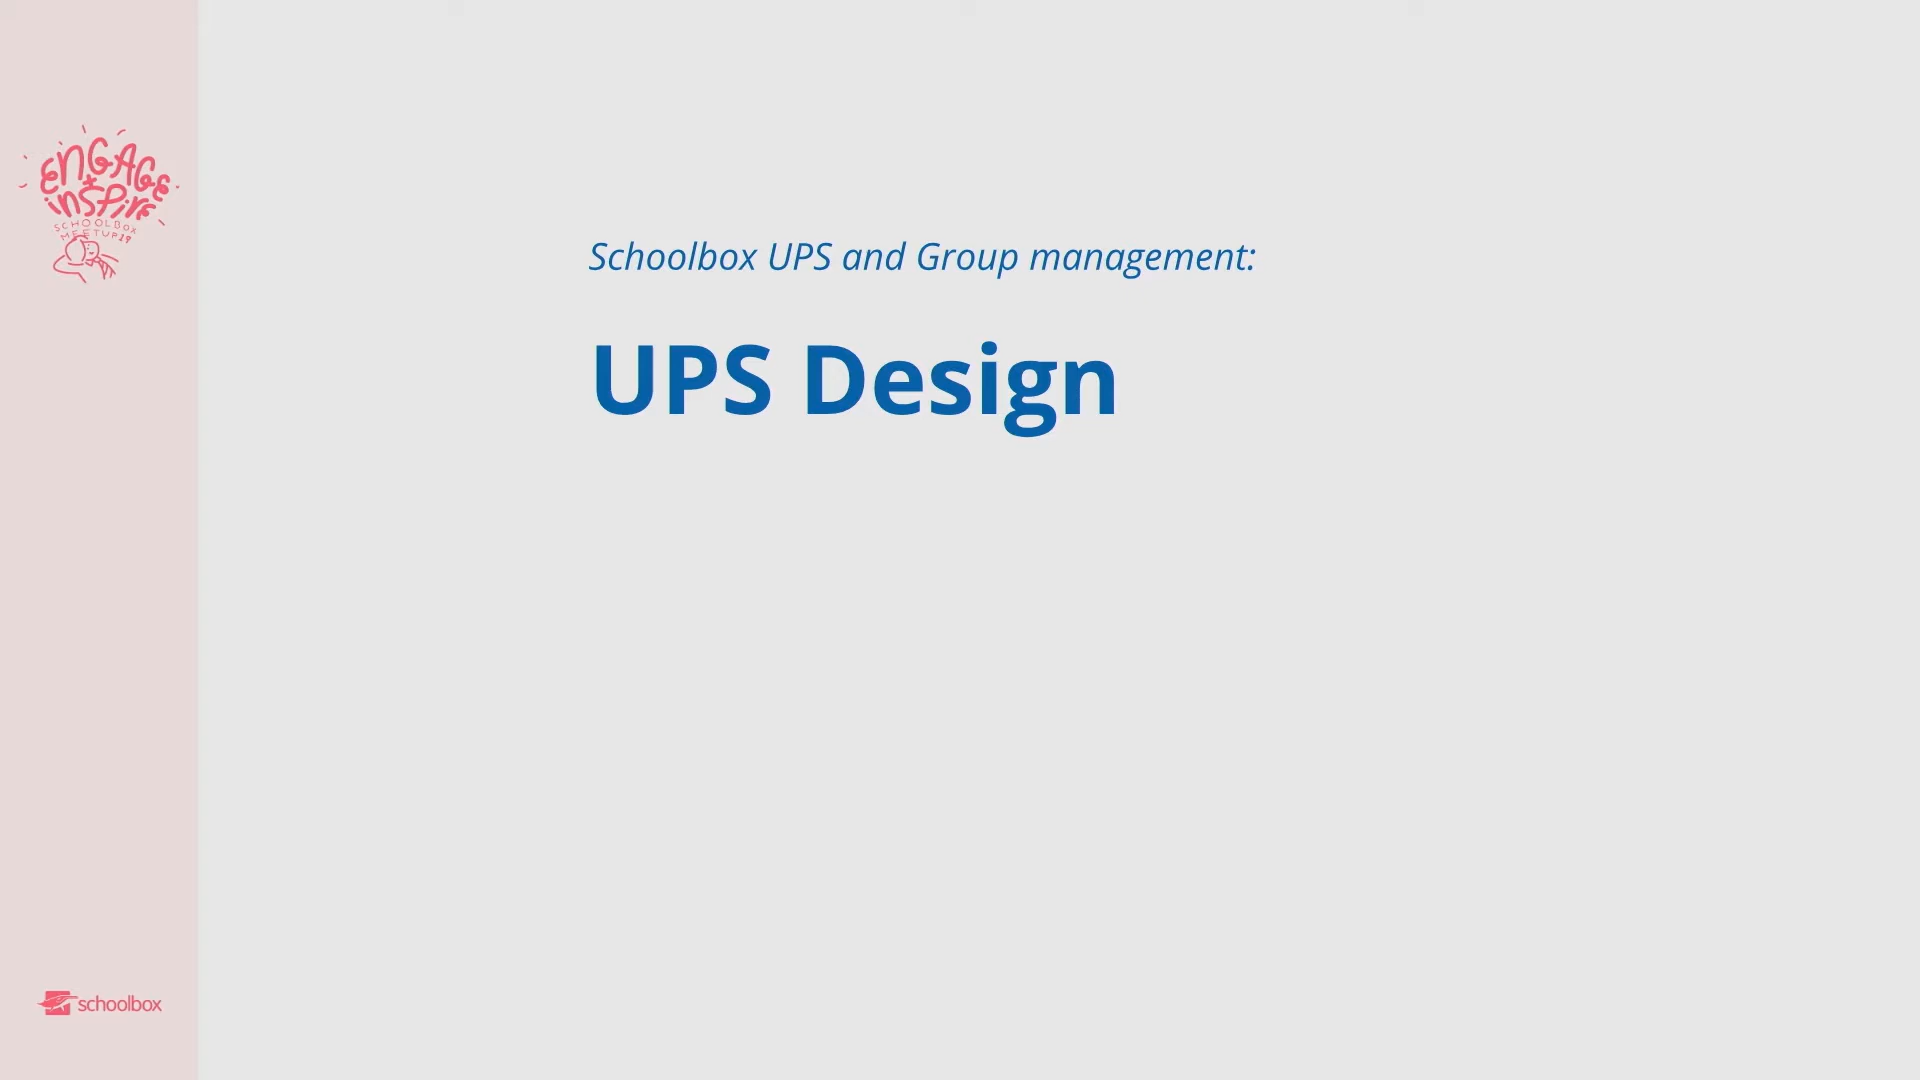 ENGAGE
+
inspire
SCHOOLBOX
MEETUP19
Schoolbox UPS and Group management:
UPS Design
schoolbox